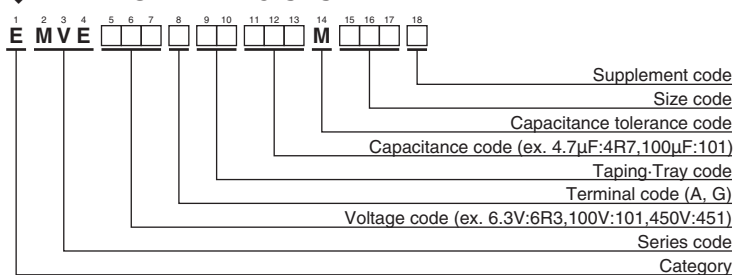 1 2 3 4 5 6 7 8 9 10 11 12 13 14 15 16 17 18
E M V E □□□ □ □□ □□□ M □□□ □
Supplement code
Size code
Capacitance tolerance code
Capacitance code (ex. 4.7μF:4R7,100μF:101)
Taping·Tray code
Terminal code (A, G)
Voltage code (ex. 6.3V:6R3,100V:101,450V:451)
Series code
Category